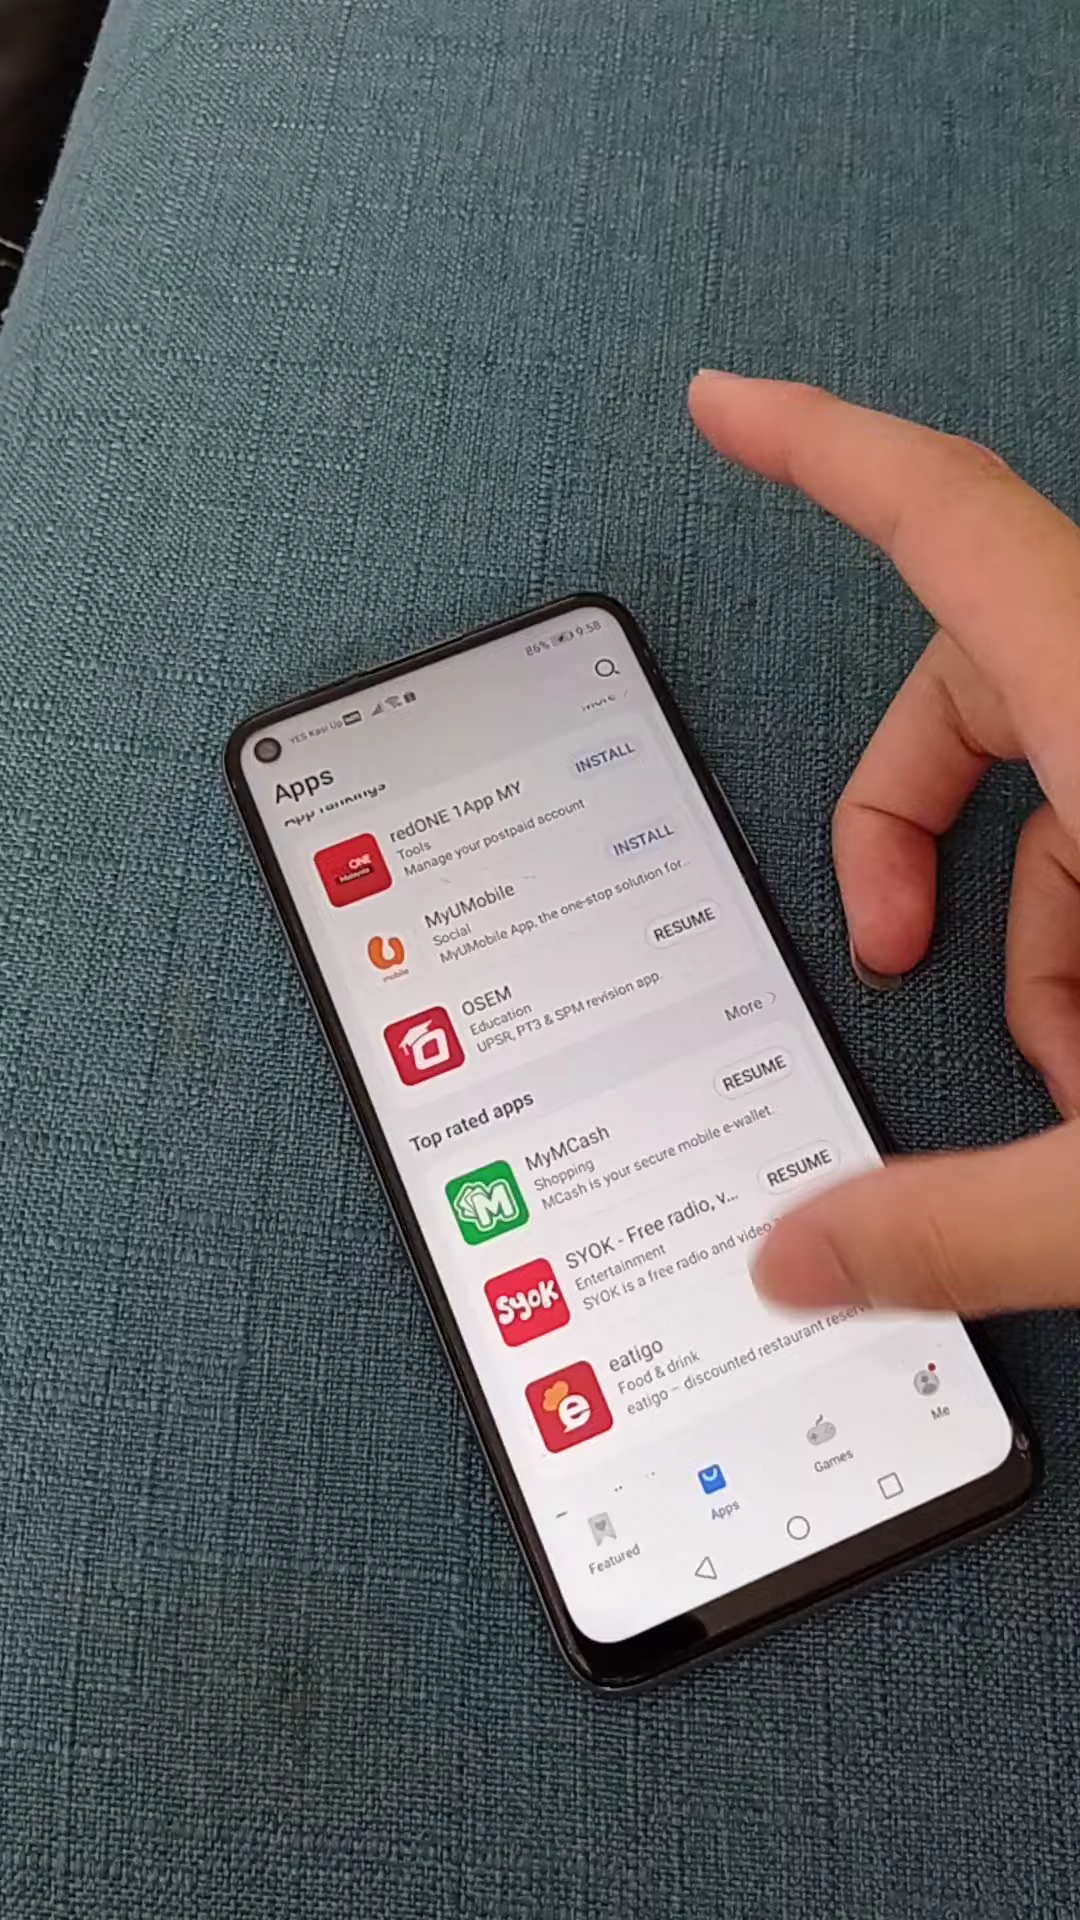 YES Kasi Up
86% 9:58
More
Apps
App rankings
redONE 1App MY
Tools
Manage your postpaid account
INSTALL
ONE
Malaysia
MyUMobile
Social
MyUMobile App, the one-stop solution for...
INSTALL
mobile
OSEM
Education
UPSR, PT3 & SPM revision app.
RESUME
Top rated apps
More
MyMCash
Shopping
MCash is your secure mobile e-wallet.
RESUME
M
SYOK - Free radio, v...
Entertainment
SYOK is a free radio and video
RESUME
syok
eatigo
Food & drink
eatigo – discounted restaurant reserv
e
Featured
Apps
Games
Me